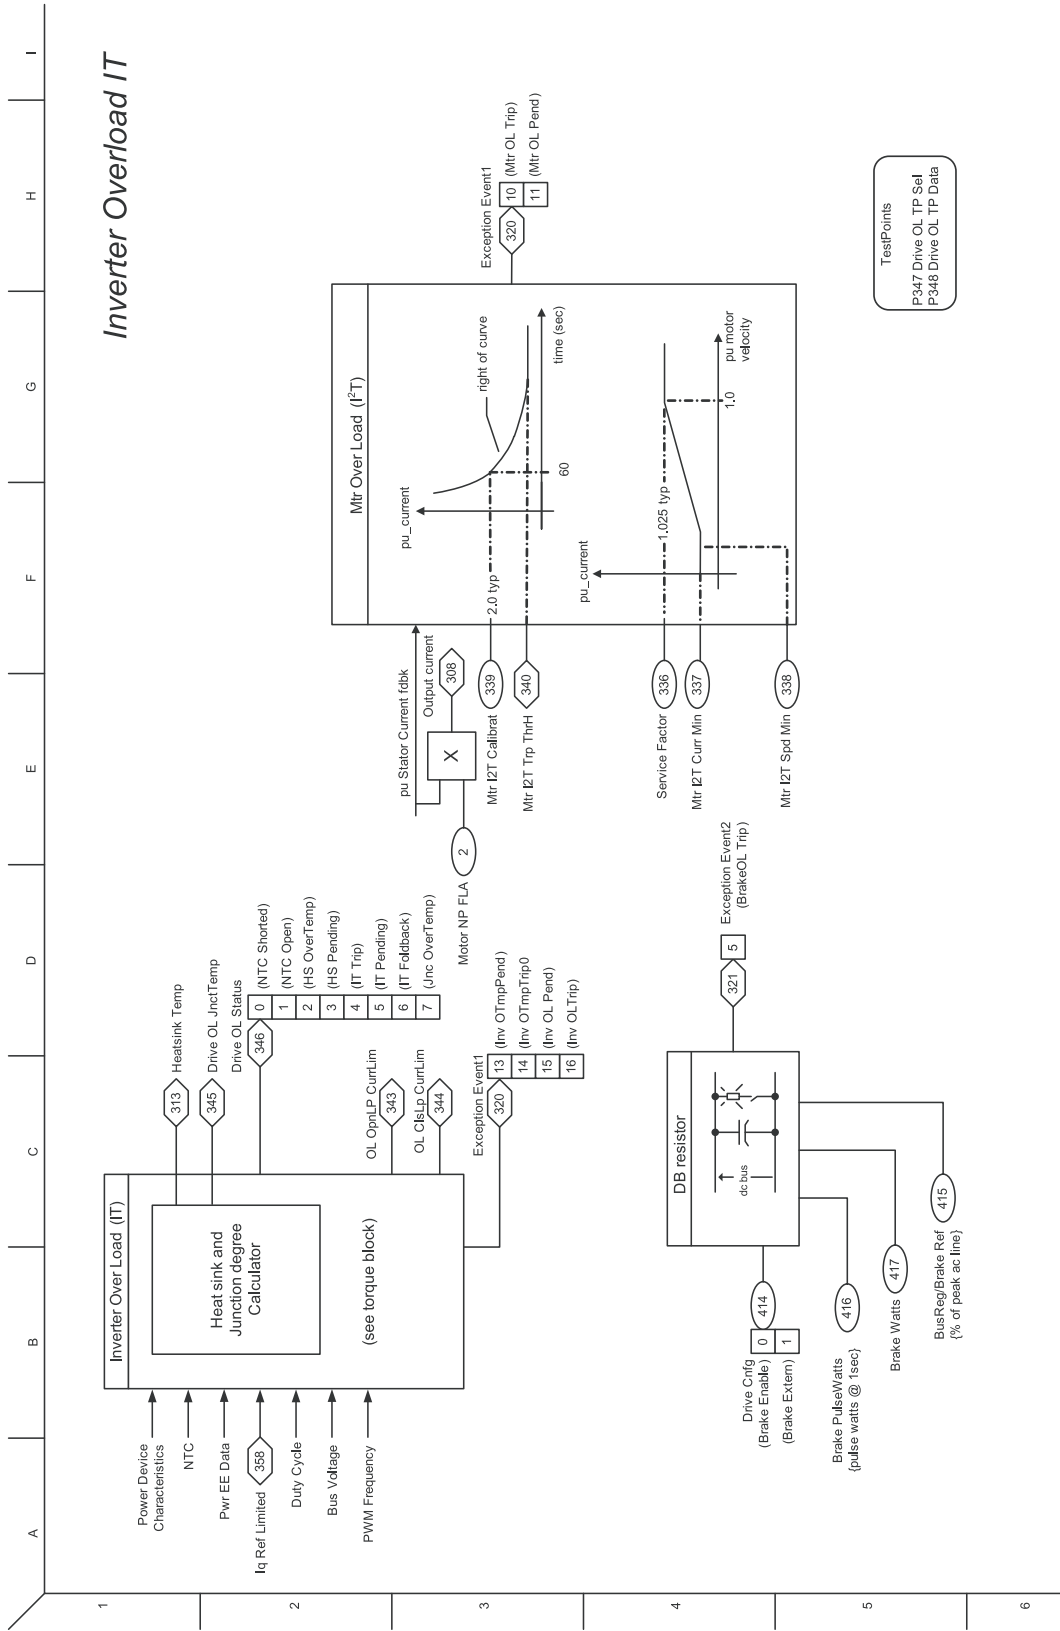 Inverter Overload IT
A
B
C
D
E
F
G
H
I
1
2
3
4
5
6
Power Device
Characteristics
NTC
Pwr EE Data
Iq Ref Limited
358
Duty Cycle
Bus Voltage
PWM Frequency
Inverter Over Load (IT)
Heat sink and
Junction degree
Calculator
(see torque block)
313
Heatsink Temp
345
Drive OL JnctTemp
Drive OL Status
346
0 (NTC Shorted)
1 (NTC Open)
2 (HS OverTemp)
3 (HS Pending)
4 (IT Trip)
5 (IT Pending)
6 (IT Foldback)
7 (Jnc OverTemp)
OL OpnLP CurrLim
343
OL ClsLp CurrLim
344
Exception Event1
320
13 (Inv OTmpPend)
14 (Inv OTmpTrip0
15 (Inv OL Pend)
16 (Inv OLTrip)
pu Stator Current fdbk
Output current
308
X
2
Motor NP FLA
339
Mtr I2T Calibrat
340
Mtr I2T Trp ThrH
Service Factor
336
Mtr I2T Curr Min
337
Mtr I2T Spd Min
338
Mtr Over Load (I²T)
pu_current
2.0 typ
60
right of curve
time (sec)
pu_current
1.025 typ
1.0
pu motor
velocity
Exception Event1
320
10 (Mtr OL Trip)
11 (Mtr OL Pend)
DB resistor
dc bus
321
5
Exception Event2
(BrakeOL Trip)
Drive Cnfg
(Brake Enable)
0
414
(Brake Extern)
1
Brake PulseWatts
{pulse watts @ 1sec}
416
Brake Watts
417
BusReg/Brake Ref
{% of peak ac line}
415
TestPoints
P347 Drive OL TP Sel
P348 Drive OL TP Data